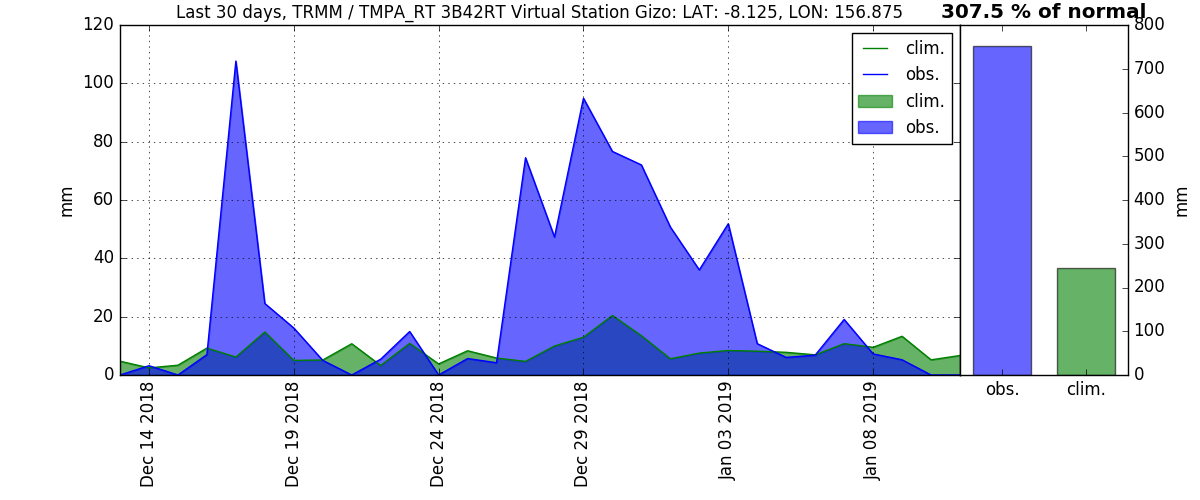 Last 30 days, TRMM / TMPA_RT 3B42RT Virtual Station Gizo: LAT: -8.125, LON: 156.875
307.5 % of normal
120
100
80
60
40
20
0
mm
clim.
obs.
clim.
obs.
Dec 14 2018
Dec 19 2018
Dec 24 2018
Dec 29 2018
Jan 03 2019
Jan 08 2019
800
700
600
500
400
300
200
100
0
mm
obs.
clim.